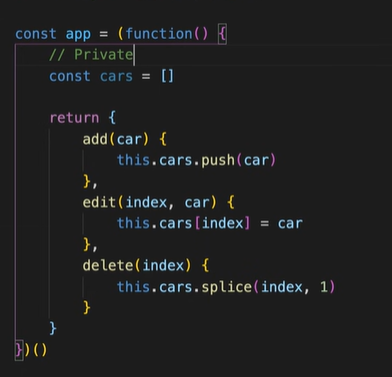 const app = (function() {
    // Private
    const cars = []

    return {
        add(car) {
            this.cars.push(car)
        },
        edit(index, car) {
            this.cars[index] = car
        },
        delete(index) {
            this.cars.splice(index, 1)
        }
    }
})()